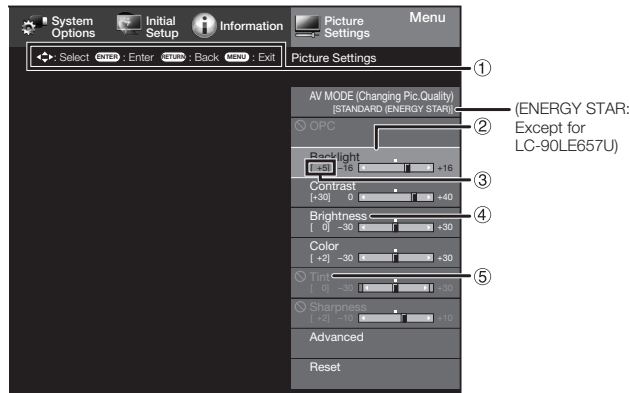 System Options
Initial Setup
Information
Picture Settings
Menu
: Select ENTER : Enter RETURN : Back MENU : Exit
Picture Settings
①
AV MODE (Changing Pic.Quality)
[STANDARD (ENERGY STAR)]
(ENERGY STAR:
Except for
LC-90LE657U)
OPC
②
Backlight
[ +5] −16 +16
③
Contrast
[+30] 0 +40
Brightness
④
[ 0] −30 +30
Color
[ +2] −30 +30
Tint
⑤
[ 0] −30 +30
Sharpness
[ +2] −10 +10
Advanced
Reset